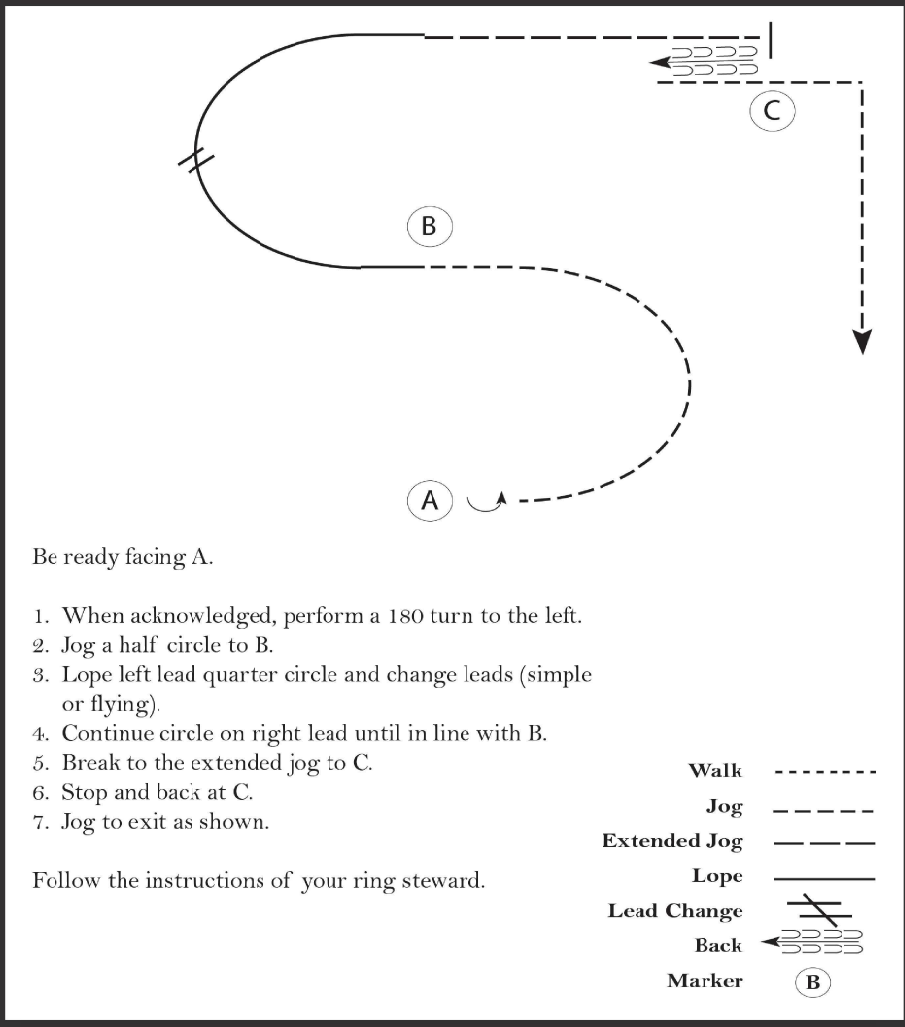 C
B
A
Be ready facing A.
1. When acknowledged, perform a 180 turn to the left.
2. Jog a half circle to B.
3. Lope left lead quarter circle and change leads (simple
or flying).
4. Continue circle on right lead until in line with B.
5. Break to the extended jog to C.
6. Stop and back at C.
7. Jog to exit as shown.
Follow the instructions of your ring steward.
Walk
Jog
Extended Jog
Lope
Lead Change
Back
Marker B